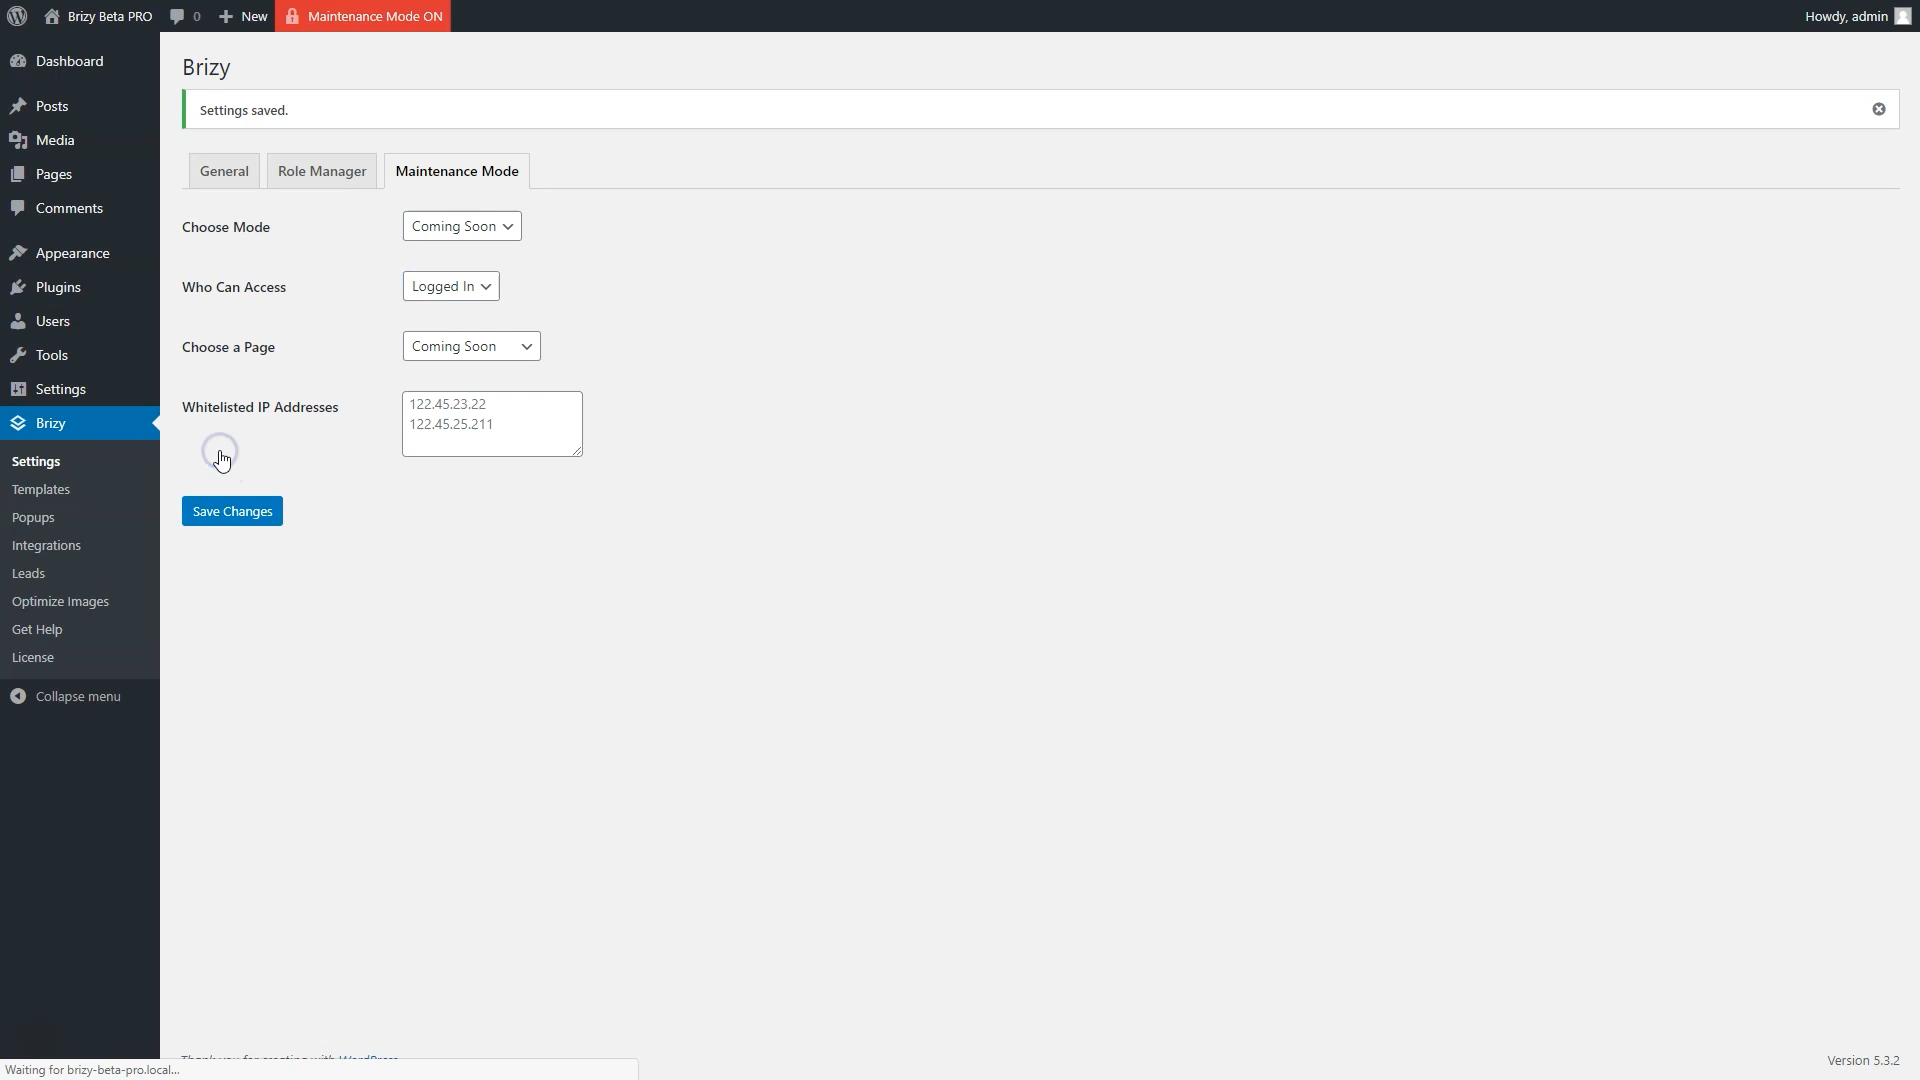 Brizy Beta PRO
0
New
Maintenance Mode ON
Howdy, admin
Dashboard
Posts
Media
Pages
Comments
Appearance
Plugins
Users
Tools
Settings
Brizy
Settings
Templates
Popups
Integrations
Leads
Optimize Images
Get Help
License
Collapse menu
Brizy
Settings saved.
General
Role Manager
Maintenance Mode
Choose Mode
Coming Soon
Who Can Access
Logged In
Choose a Page
Coming Soon
Whitelisted IP Addresses
122.45.23.22
122.45.25.211
Save Changes
Thank you for creating with WordPress
Version 5.3.2
Waiting for brizy-beta-pro.local...